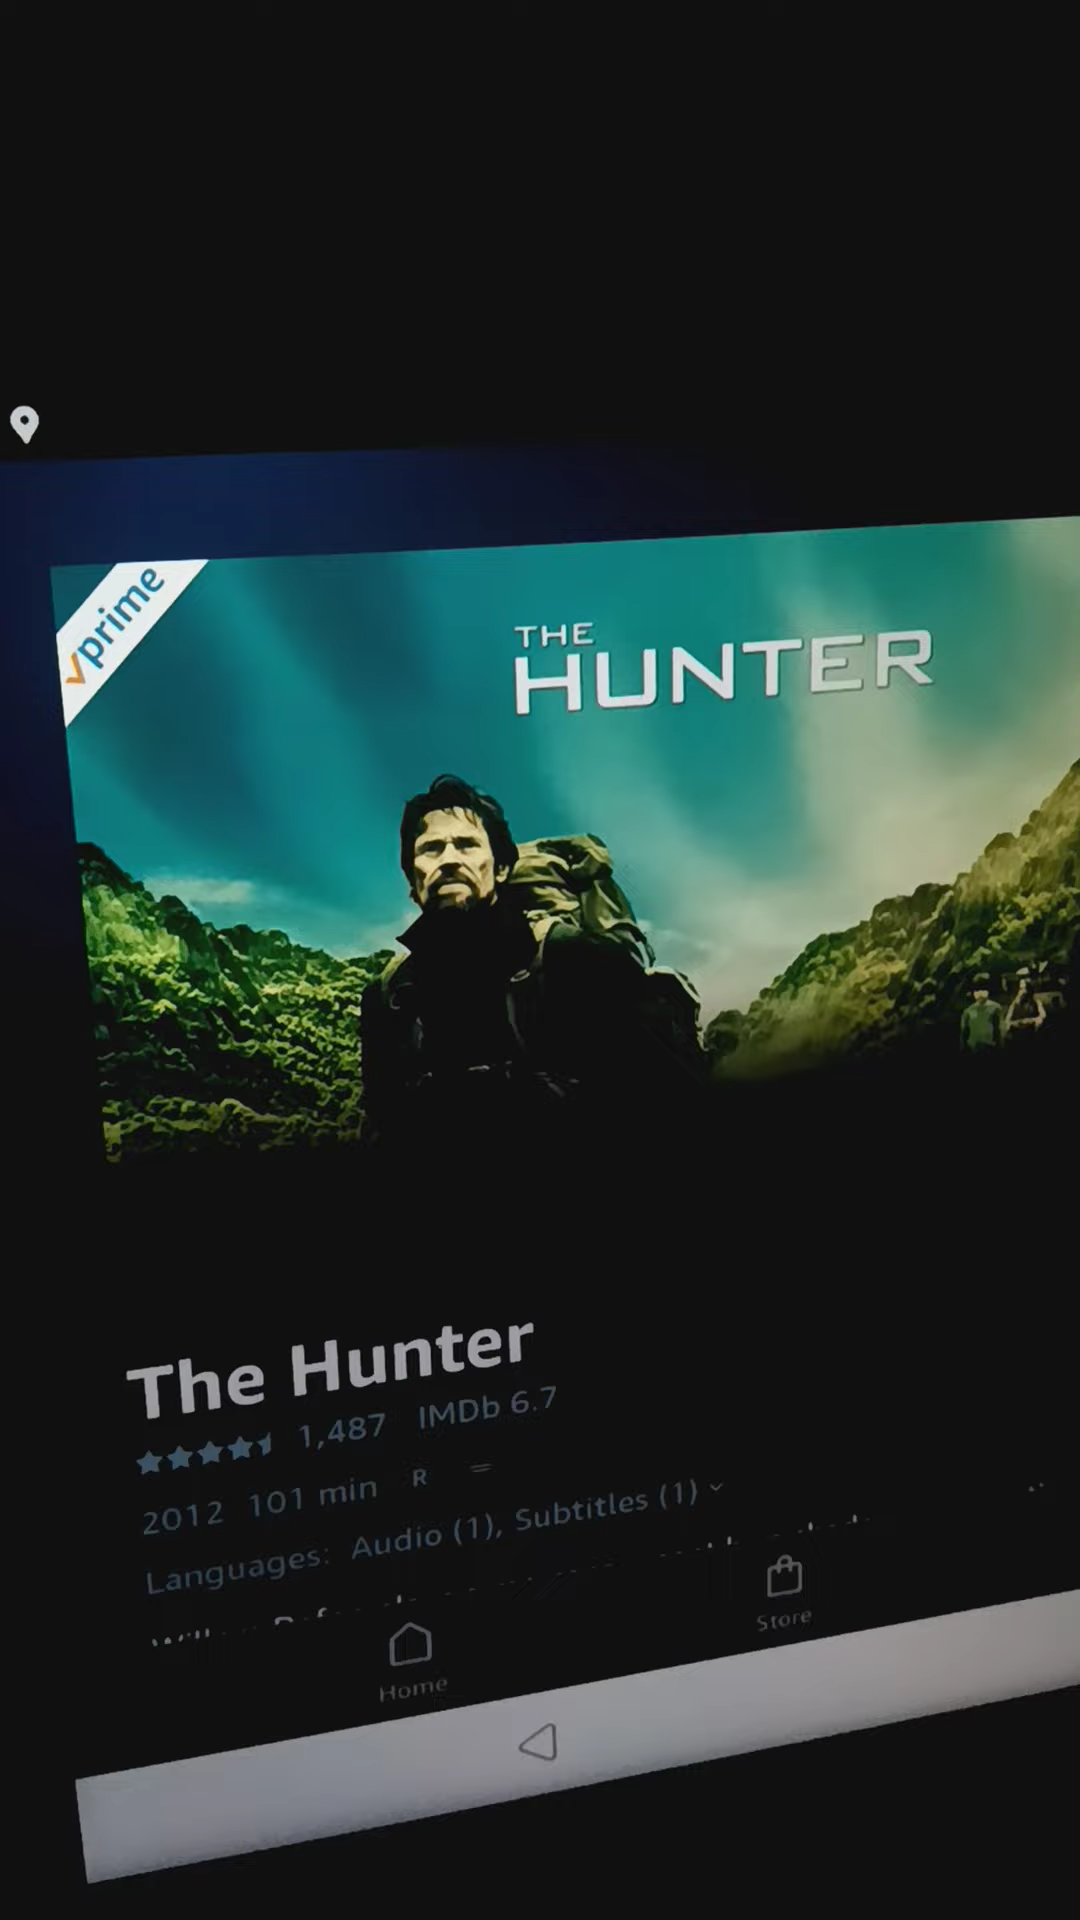 prime
THE
HUNTER
The Hunter
1,487 IMDb 6.7
2012 101 min R
Languages: Audio (1), Subtitles (1)
Store
Home